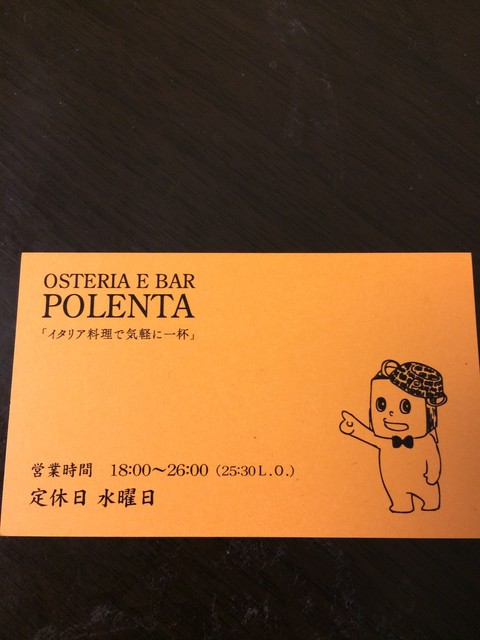 OSTERIA E BAR
POLENTA
「イタリア料理で気軽に一杯」
営業時間 18:00〜26:00（25:30 L.O.）
定休日 水曜日